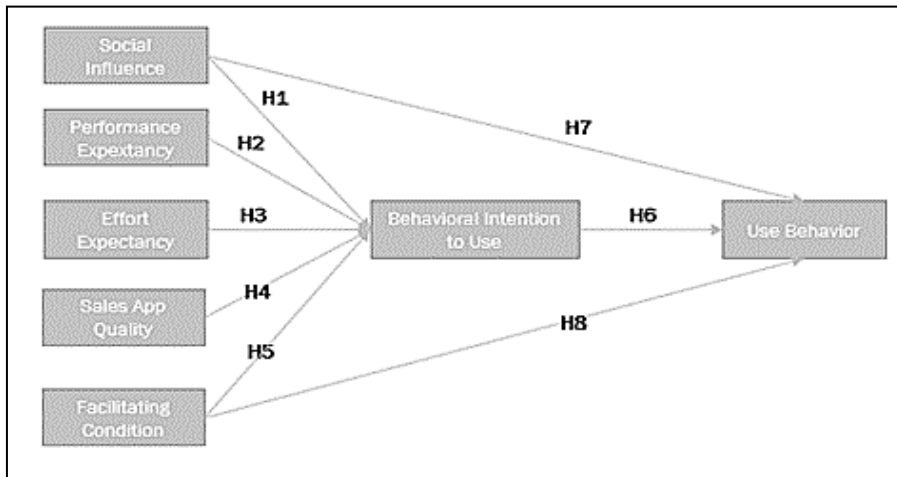 Social
Influence
H1
H7
Performance
Expextancy
H2
Effort
Expectancy
H3
Behavioral Intention
to Use
H6
Use Behavior
Sales App
Quality
H4
H8
H5
Facilitating
Condition